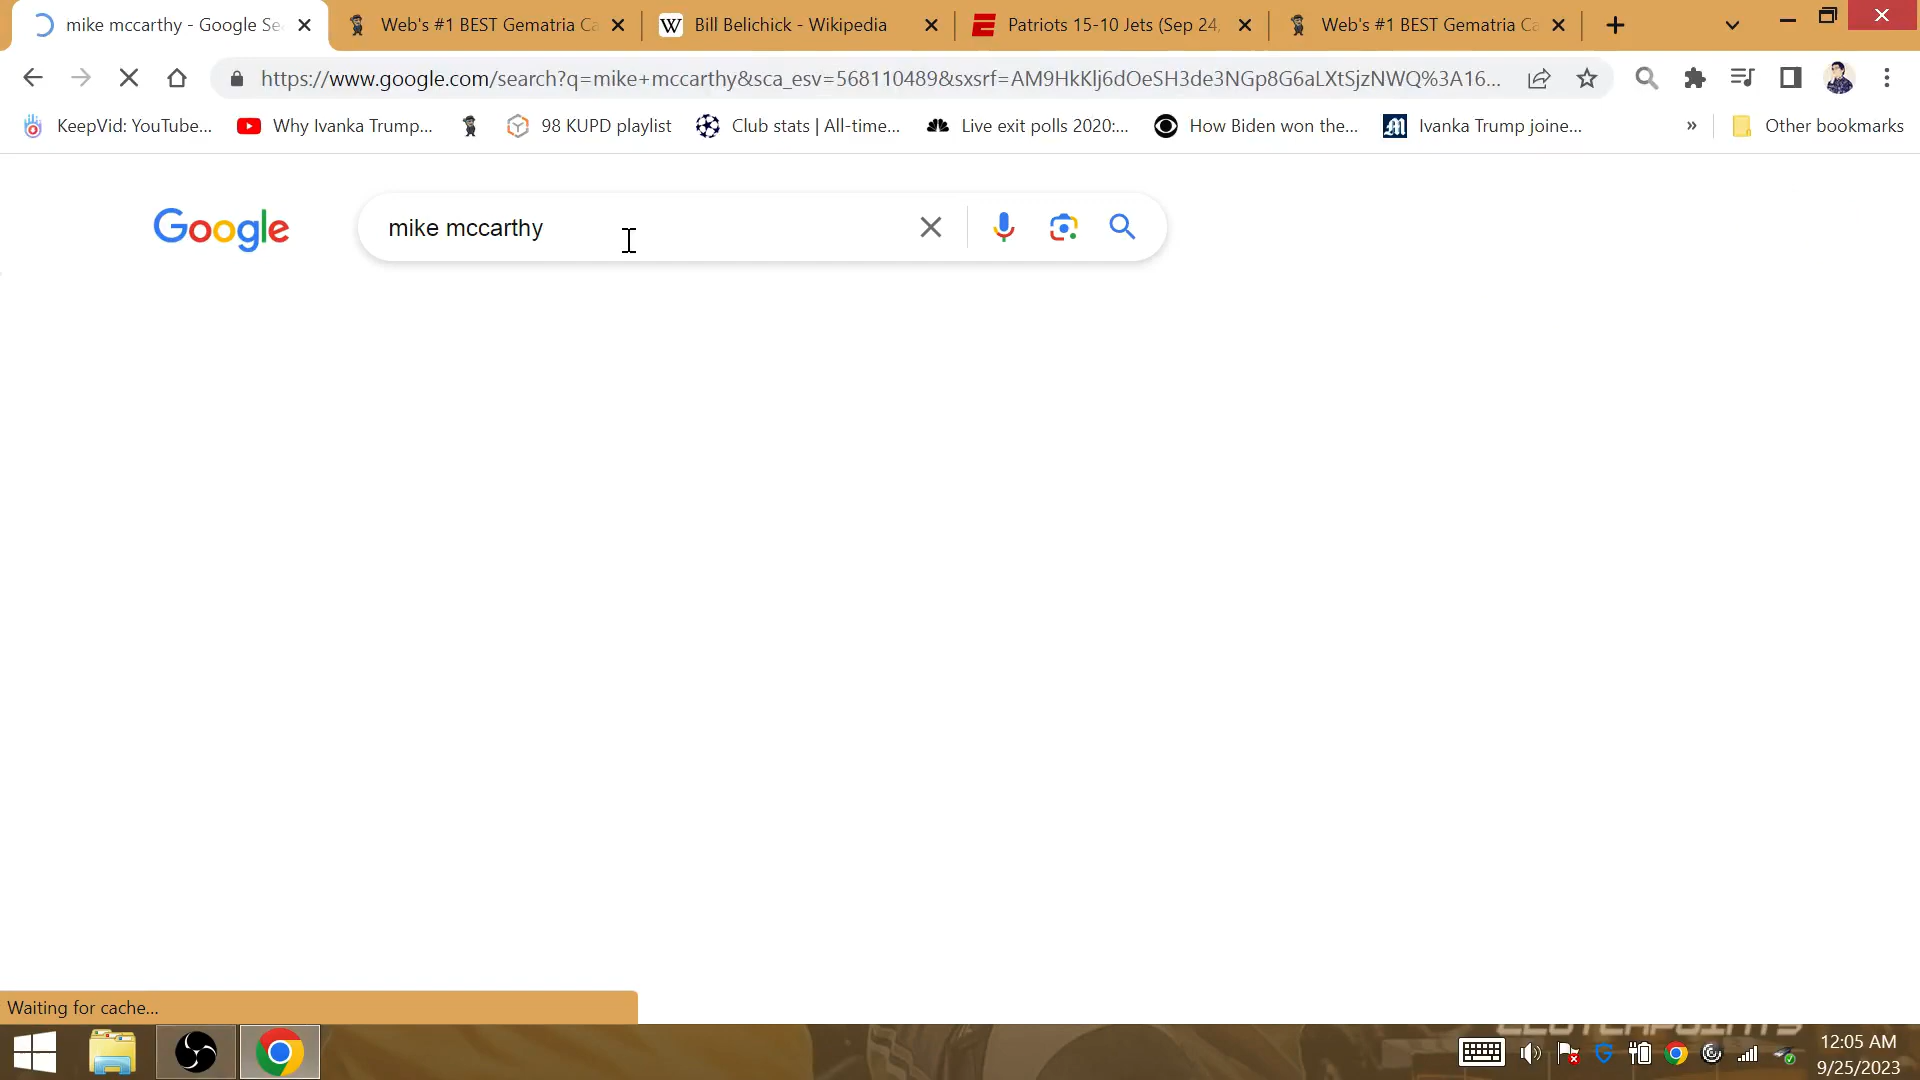 mike mccarthy - Google Se
Web's #1 BEST Gematria Ca
Bill Belichick - Wikipedia
Patriots 15-10 Jets (Sep 24,
Web's #1 BEST Gematria Ca
https://www.google.com/search?q=mike+mccarthy&sca_esv=568110489&sxsrf=AM9HkKlj6dOeSH3de3NGp8G6aLXtSjzNWQ%3A16...
KeepVid: YouTube...
Why Ivanka Trump...
98 KUPD playlist
Club stats | All-time...
Live exit polls 2020:...
How Biden won the...
Ivanka Trump joine...
»
Other bookmarks
Google
mike mccarthy
Waiting for cache...
CLUTCHPOINTS
12:05 AM
9/25/2023